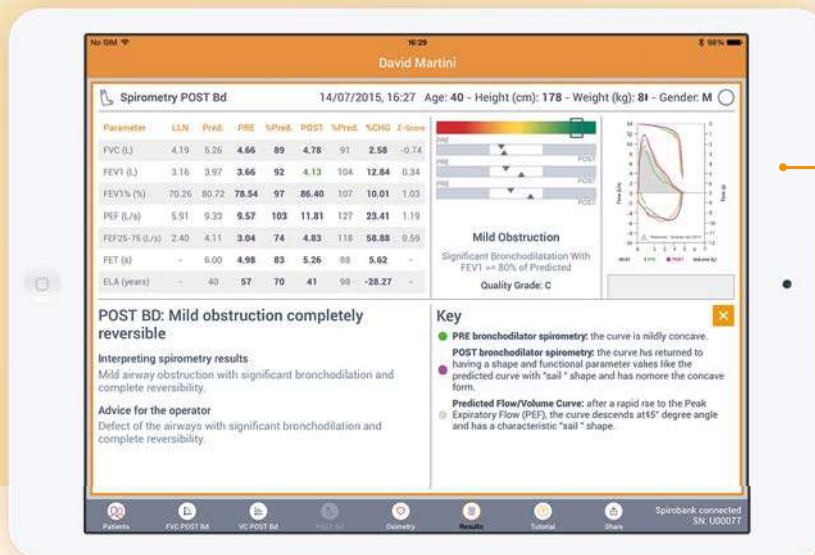 No SIM
16:29
98%
David Martini
Spirometry POST Bd
14/07/2015, 16:27 Age: 40 - Height (cm): 178 - Weight (kg): - Gender: M
Parameter LLN Pred. PRE %Pred. POST %Pred. %CHG Z-Score
FVC (L) 4.19 5.26 4.66 89 4.78 91 2.58 -0.74
FEV1 (L) 3.16 3.97 3.66 92 4.13 104 12.84 0.34
FEV1% (%) 70.26 80.72 78.54 97 86.40 107 10.01 1.03
PEF (L/s) 5.91 9.33 9.57 103 11.81 127 23.41 1.19
FEF25-75 (L/s) 2.40 4.11 3.04 74 4.83 118 58.88 0.59
FET (s) - 6.00 4.98 83 5.26 88 5.62 -
ELA (years) - 40 57 70 41 98 -28.27 -
PRE
POST
PRE
POST
PRE
POST
Mild Obstruction
Significant Bronchodilatation With
FEV1 >= 80% of Predicted
Quality Grade: C
POST BD: Mild obstruction completely
reversible
Interpreting spirometry results
Mild airway obstruction with significant bronchodilation and
complete reversibility.
Advice for the operator
Defect of the airways with significant bronchodilation and
complete reversibility.
Key
PRE bronchodilator spirometry: the curve is nildly concave.
POST bronchodilator spirometry: the curve hus returned to
having a shape and functional parameter vakes like the
predicted curve with "sail " shape and has nomore the concave
form.
Predicted Flow/Volume Curve: after a rapid rise to the Peak
Expiratory Flow (PEF), the curve descends at45° degree angle
and has a characteristic "sail " shape.
Patients
FVC POST Bd
VC POST Bd
Oximetry
Results
Tutorial
Share
Spirobank connected
SN: U00077